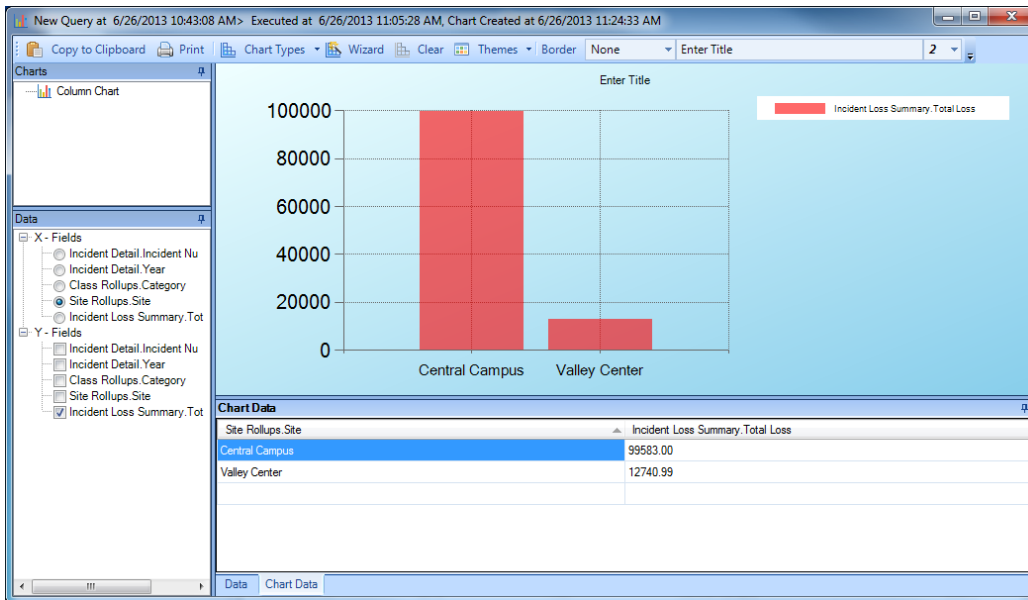 New Query at 6/26/2013 10:43:08 AM> Executed at 6/26/2013 11:05:28 AM, Chart Created at 6/26/2013 11:24:33 AM
Copy to Clipboard Print Chart Types Wizard Clear Themes Border None Enter Title 2
Charts
Column Chart
Enter Title
Incident Loss Summary.Total Loss
100000
80000
60000
40000
20000
0
Central Campus Valley Center
Data
X - Fields
Incident Detail.Incident Nu
Incident Detail.Year
Class Rollups.Category
Site Rollups.Site
Incident Loss Summary.Tot
Y - Fields
Incident Detail.Incident Nu
Incident Detail.Year
Class Rollups.Category
Site Rollups.Site
Incident Loss Summary.Tot
Chart Data
Site Rollups.Site Incident Loss Summary.Total Loss
Central Campus 99583.00
Valley Center 12740.99
Data Chart Data